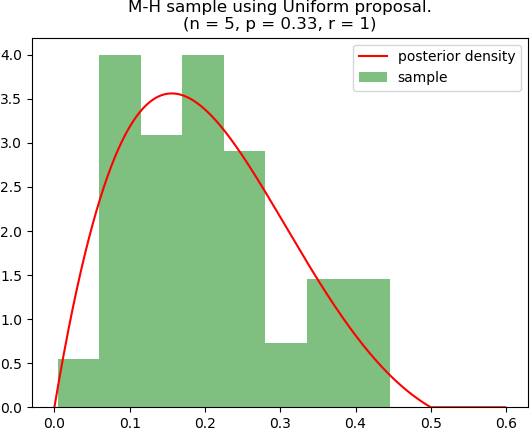 M-H sample using Uniform proposal.
(n = 5, p = 0.33, r = 1)
posterior density
sample
4.0
3.5
3.0
2.5
2.0
1.5
1.0
0.5
0.0
0.0 0.1 0.2 0.3 0.4 0.5 0.6